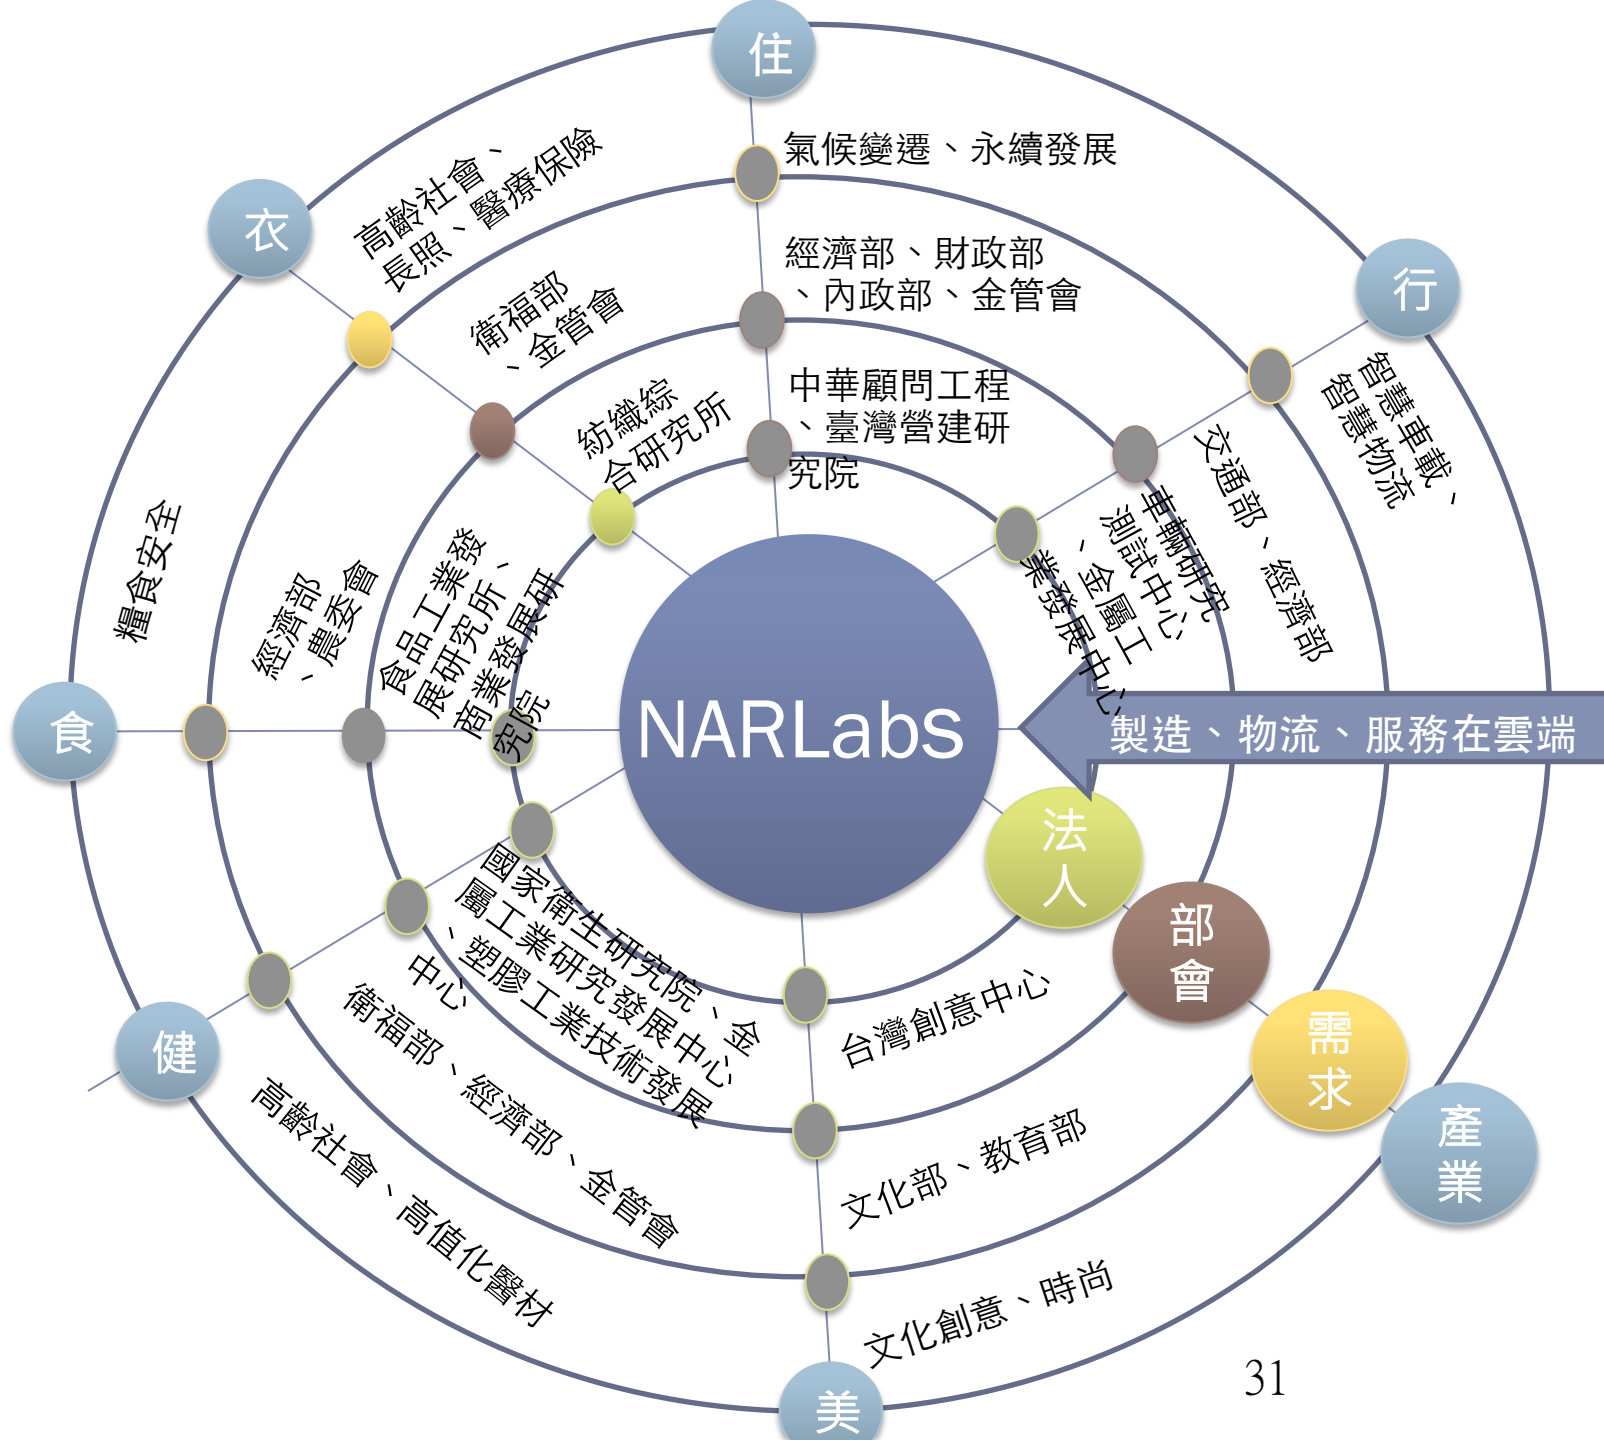 住
氣候變遷、永續發展
經濟部、財政部
、內政部、金管會
中華顧問工程
、臺灣營建研
究院
衣
高齡社會、
長照、醫療保險
衛福部
、金管會
紡織綜
合研究所
行
智慧車載、
智慧物流
交通部、經濟部
車輛研究
測試中心
、金屬工
業發展中心
糧食安全
經濟部
、農委會
食品工業發
展研究所、
商業發展研
究院
食
NARLabs
製造、物流、服務在雲端
法
人
部
會
需
求
產
業
國家衛生研究院、金
屬工業研究發展中心
、塑膠工業技術發展
中心
衛福部、經濟部、金管會
高齡社會、高值化醫材
健
台灣創意中心
文化部、教育部
文化創意、時尚
美
31